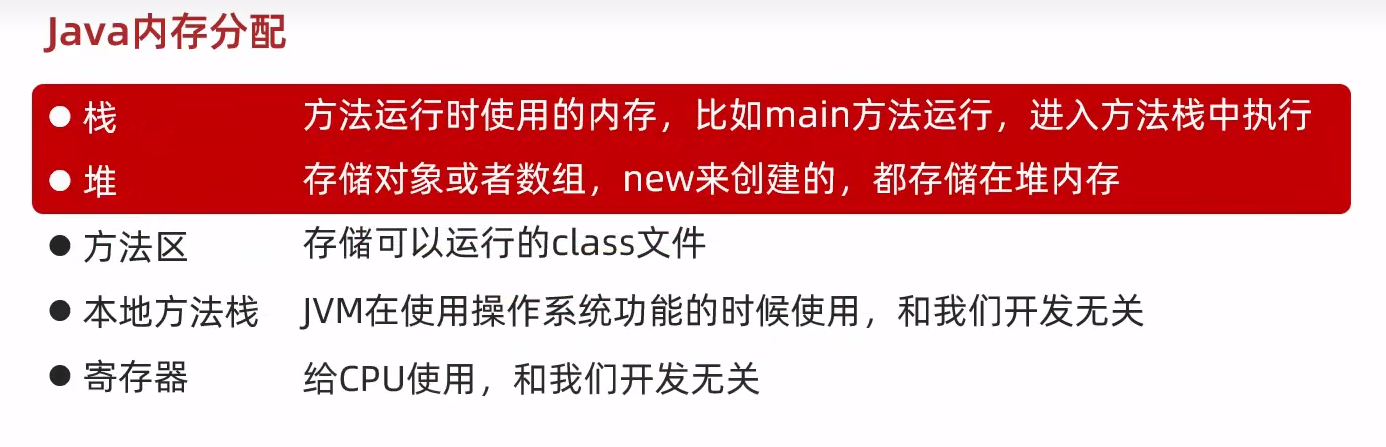 Java内存分配
● 栈 方法运行时使用的内存，比如main方法运行，进入方法栈中执行
● 堆 存储对象或者数组，new来创建的，都存储在堆内存
● 方法区 存储可以运行的class文件
● 本地方法栈 JVM在使用操作系统功能的时候使用，和我们开发无关
● 寄存器 给CPU使用，和我们开发无关